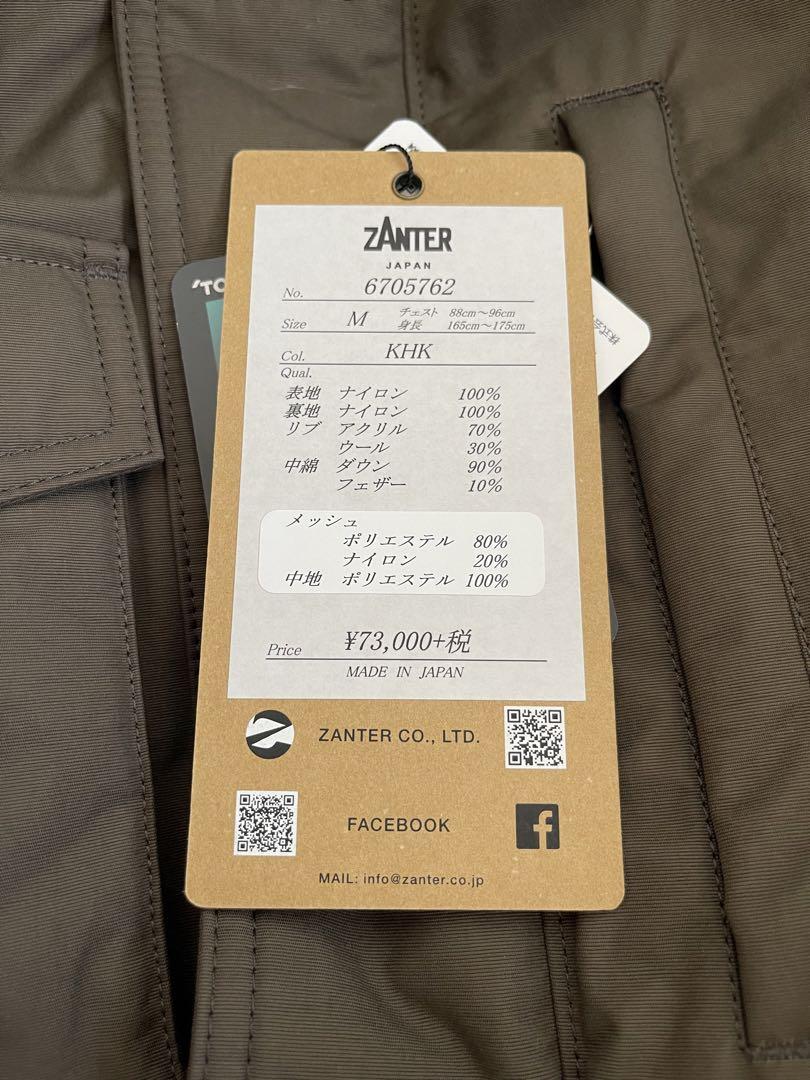 ZANTER
JAPAN
No. 6705762
Size M チェスト 88cm～96cm
身長 165cm～175cm
Col. KHK
Qual.
表地 ナイロン 100%
裏地 ナイロン 100%
リブ アクリル 70%
ウール 30%
中綿 ダウン 90%
フェザー 10%
メッシュ
ポリエステル 80%
ナイロン 20%
中地 ポリエステル 100%
Price ¥73,000+税
MADE IN JAPAN
ZANTER CO., LTD.
FACEBOOK
MAIL: info@zanter.co.jp
'TO
株式会